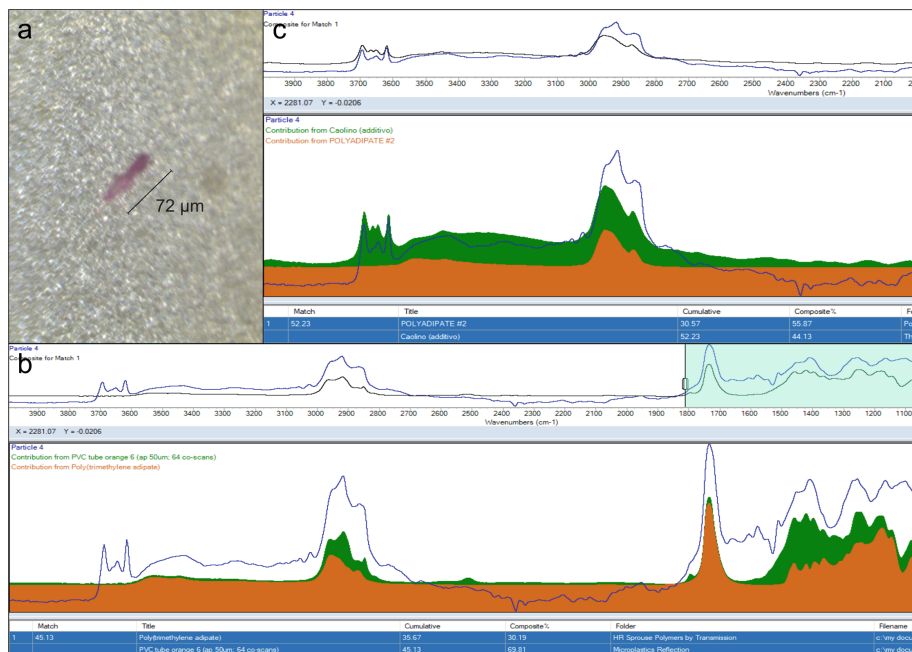 a
72 µm
c
Particle 4
Composite for Match 1
3900 3800 3700 3600 3500 3400 3300 3200 3100 3000 2900 2800 2700 2600 2500 2400 2300 2200 2100 20
Wavenumbers (cm-1)
X = 2281.07 Y = -0.0206
Particle 4
Contribution from Caolino (additivo)
Contribution from POLYADIPATE #2
Match Title Cumulative Composite% Fo
1 52.23 POLYADIPATE #2 30.57 55.87 Po
Caolino (additivo) 52.23 44.13 Th
b
Particle 4
Composite for Match 1
3900 3800 3700 3600 3500 3400 3300 3200 3100 3000 2900 2800 2700 2600 2500 2400 2300 2200 2100 2000 1900 1800 1700 1600 1500 1400 1300 1200 1100
Wavenumbers (cm-1)
X = 2281.07 Y = -0.0206
Particle 4
Contribution from PVC tube orange 6 (ap 50um; 64 co-scans)
Contribution from Poly(trimethylene adipate)
Match Title Cumulative Composite% Folder Filename
1 45.13 Poly(trimethylene adipate) 35.67 30.19 HR Sprouse Polymers by Transmission c:\my docu
PVC tube orange 6 (ap 50um; 64 co-scans) 45.13 69.81 Microplastics Reflection c:\my docu